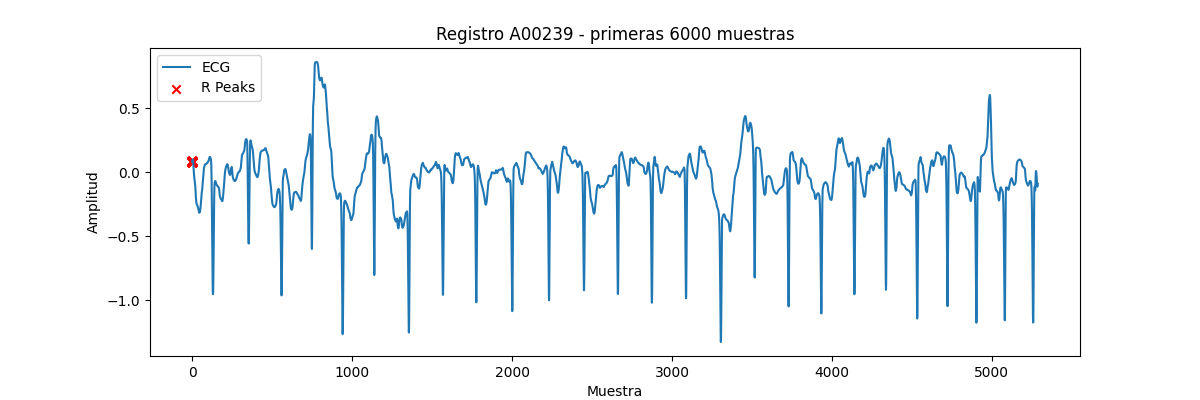 Registro A00239 - primeras 6000 muestras
ECG
R Peaks
Amplitud
0.5
0.0
−0.5
−1.0
0 1000 2000 3000 4000 5000
Muestra